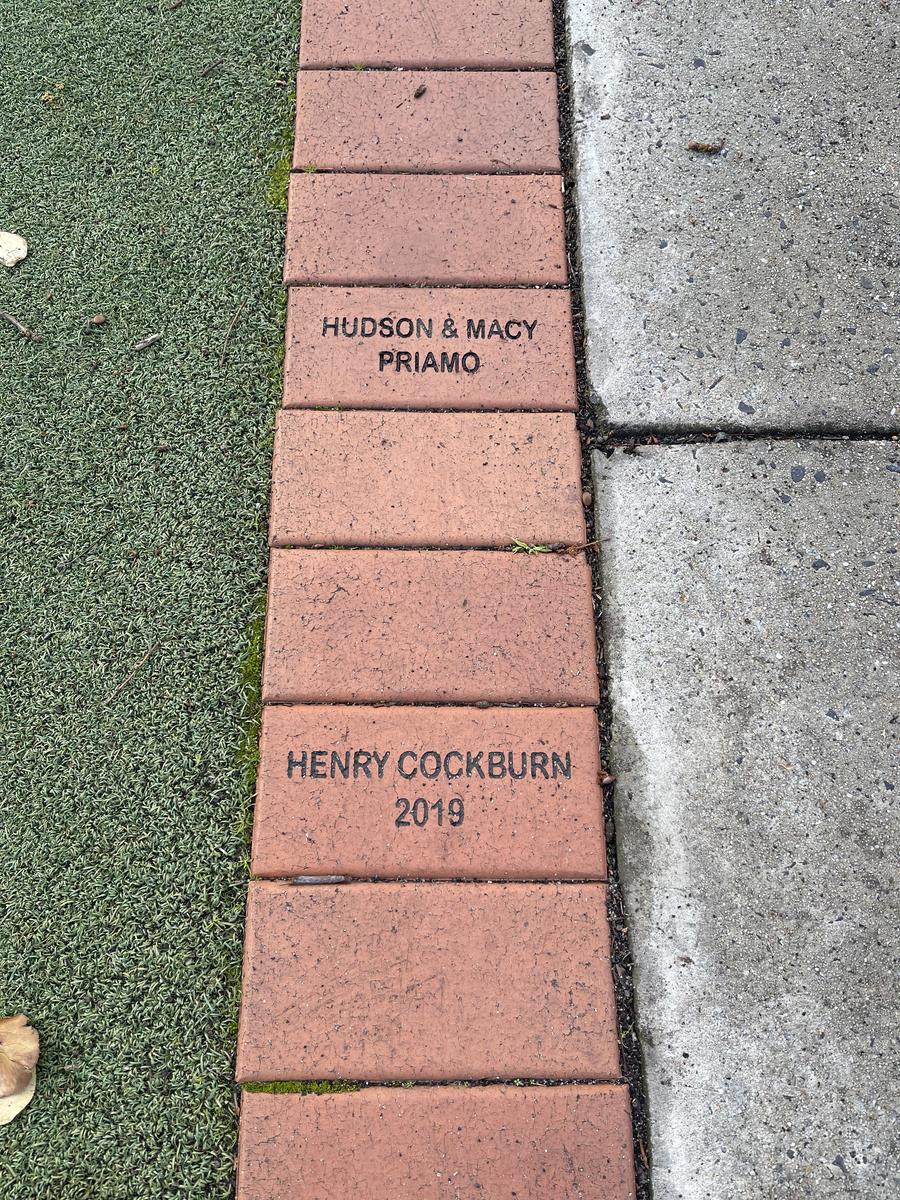 HUDSON & MACY
PRIAMO
HENRY COCKBURN
2019